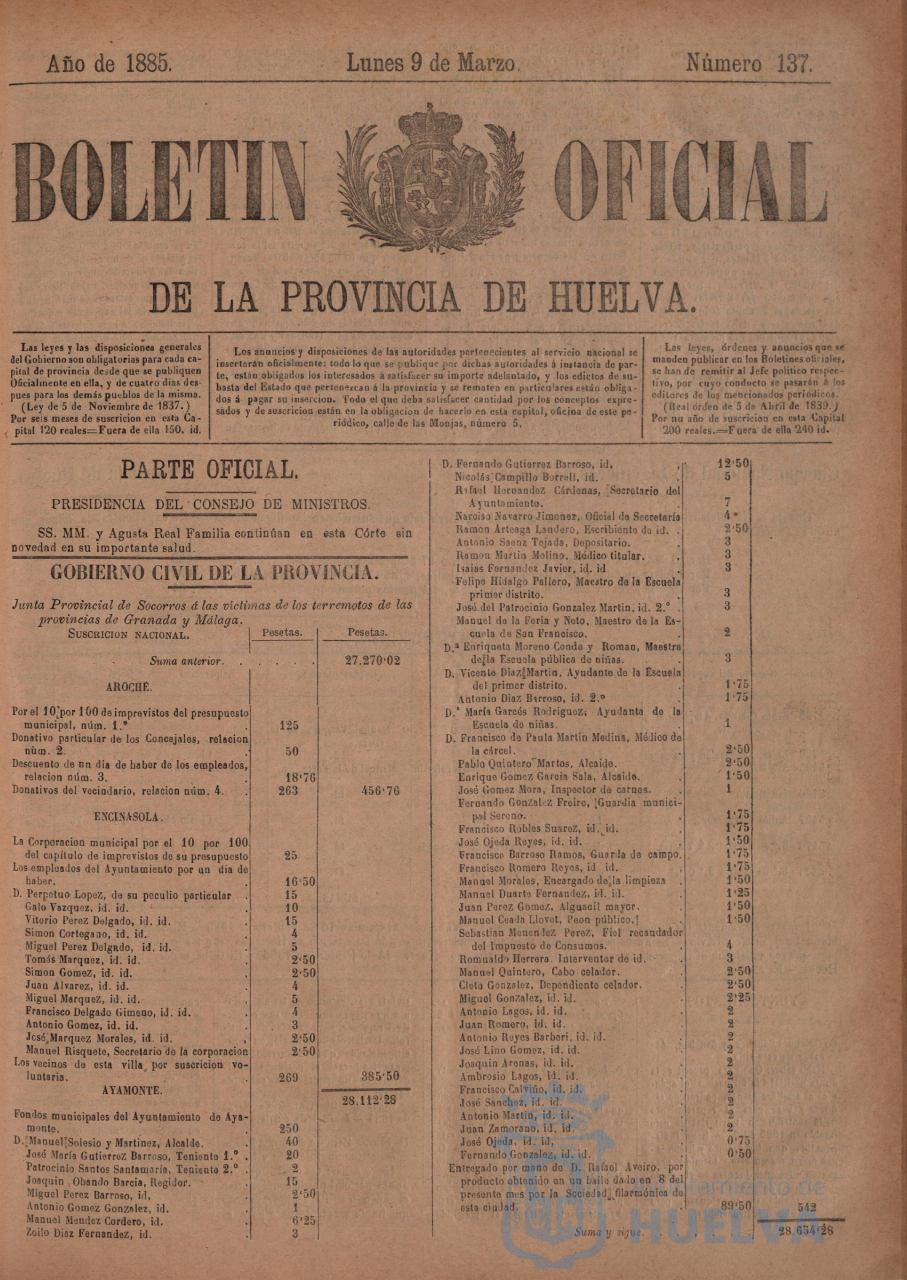 Año de 1885.
Lunes 9 de Marzo.
Número 137.
BOLETIN OFICIAL
DE LA PROVINCIA DE HUELVA.
Las leyes y las disposiciones generales
del Gobierno son obligatorias para cada ca-
pital de provincia desde que se publiquen
Oficialmente en ella, y de cuatro dias des-
pues para los demás pueblos de la misma.
(Ley de 5 de Noviembre de 1837.)
Por seis meses de suscricion en esta Ca-
pital 120 reales=Fuera de ella 150. id.
Los anuncios y disposiciones de las autoridades pertenecientes al servicio nacional se
insertarán oficialmente: todo lo que se publique por dichas autoridades á instancia de par-
te, están obligados los interesados á satisfacer su importe adelantado, y los edictos de su-
basta del Estado que pertenezcan á la provincia y se rematen en particulares están obliga-
dos á pagar su insercion. Todo el que deba satisfacer cantidad por los conceptos expre-
sados y de suscricion están en la obligacion de hacerlo en esta capital, oficina de este pe-
riódico, calle de las Monjas, número 5.
Las leyes, órdenes y anuncios que se
manden publicar en los Boletines oficiales,
se han de remitir al Jefe politico respec-
tivo, por cuyo conducto se pasarán á los
editores de los mencionados periódicos.
(Real órden de 5 de Abril de 1839.)
Por nu año de suscricion en esta Capital
200 reales.=Fuera de ella 240 id.
PARTE OFICIAL.
PRESIDENCIA DEL CONSEJO DE MINISTROS.
SS. MM. y Agusta Real Familia continúan en esta Córte sin
novedad en su importante salud.
GOBIERNO CIVIL DE LA PROVINCIA.
Junta Provincial de Socorros á las víctimas de los terremotos de las
provincias de Granada y Málaga.
SUSCRICION NACIONAL. Pesetas. Pesetas.
Suma anterior. . . . . . 27.270·02
AROCHE.
Por el 10 por 100 de imprevistos del presupuesto
municipal, núm. 1.° 125
Donativo particular de los Concejales, relacion
núm. 2. 50
Descuento de un dia de haber de los empleados,
relacion núm. 3. 18'76
Donativos del vecindario, relacion núm. 4. 263 456'76
ENCINASOLA.
La Corporacion municipal por el 10 por 100
del capítulo de imprevistos de su presupuesto 25
Los empleados del Ayuntamiento por un dia de
haber. 16'50
D. Perpetuo Lopez, de su peculio particular 15
Galo Vazquez, id. id. 10
Vitorio Perez Delgado, id. id. 15
Simon Cortegano, id. id. 4
Miguel Perez Delgado, id. id. 5
Tomás Marquez, id. id. 2'50
Simon Gomez, id. id. 2'50
Juan Alvarez, id. id. 4
Miguel Marquez, id. id. 5
Francisco Delgado Gimeno, id. id. 4
Antonio Gomez, id. id. 3
José Marquez Morales, id. id. 2'50
Manuel Risquete, Secretario de la corporacion 2'50
Los vecinos de esta villa por suscricion vo-
luntaria. 269 385'50
28.112'28
AYAMONTE.
Fondos municipales del Ayuntamiento de Aya-
monte. 250
D. Manuel Solesio y Martinez, Alcalde. 40
José María Gutierrez Barroso, Teniente 1.° . 20
Patrocinio Santos Santamaría, Teniente 2.° . 2
Joaquin Obando Barcia, Regidor. 15
Miguel Perez Barroso, id, 2'50
Antonio Gomez Gonzalez, id. 1
Manuel Mendez Cordero, id. 6'25
Zoilo Diaz Fernandez, id. 3
D. Fernando Gutierrez Barroso, id. 12'50
Nicolás Campillo Borrell, id. 5
Rafael Hernandez Cárdenas, Secretario del
Ayuntamiento. 7
Narciso Navarro Jimenez, Oficial de Secretaría 4
Ramon Arteaga Landero, Escribiente de id. 2'50
Antonio Saenz Tejada, Depositario. 3
Ramon Martin Molino, Médico titular. 3
Isaias Fernandez Javier, id. id 3
Felipo Hidalgo Pallero, Maestro de la Escuela
primer distrito. 3
José del Patrocinio Gonzalez Martin, id. 2.° . 3
Manuel de la Feria y Neto, Maestro de la Es-
cuela de San Francisco. 2
D.ª Enriqueta Moreno Conde y Roman, Maestra
de la Escuela pública de niñas. 3
D. Vicente Diaz Martin, Ayudante de la Escuela
del primer distrito. 1'75
Antonio Diaz Barroso, id. 2.° 1'75
D.ª María Garcés Rodriguez, Ayudanta de la
Escuela de niñas. 1
D. Francisco de Paula Martin Medina, Médico de
la cárcel. 2'50
Pablo Quintero Martos, Alcaide. 2'50
Enrique Gomez Garcia Sala, Alcaide. 1'50
José Gomez Mora, Inspector de carnes. 1
Fernando Gonzalez Freire, Guardia munici-
pal Sereno. 1'75
Francisco Robles Suarez, id. id. 1'75
José Ojeda Reyes, id. id. 1'50
Francisco Barroso Ramos, Guarda de campo. 1'75
Francisco Romero Reyes, id id. 1'75
Manuel Morales, Encargado de la limpieza 1'50
Manuel Duarte Fernandez, id. id. 1'25
Juan Perez Gomez, Alguacil mayor. 1'50
Manuel Ceada Llovet, Peon público. 1'50
Sebastian Menendez Perez, Fiel recaudador
del Impuesto de Consumos. 4
Romualdo Herrera. Interventor de id. 3
Manuel Quintero, Cabo celador. 2'50
Cleto Gonzalez, Dependiente celador. 2'50
Miguel Gonzalez, id. id. 2'25
Antonio Lagos, id. id. 2
Juan Romero, id. id. 2
Antonio Reyes Barberi, id. id. 2
José Lino Gomez, id. id. 2
Joaquin Arenas, id. id. 2
Ambrosio Lagos, id. id. 2
Francisco Calviño, id. id. 2
José Sanchez, id. id. 2
Antonio Martin, id. id. 2
Juan Zamorano, id. id. 2
José Ojeda, id. id, 0'75
Fernando Gonzalez, id. id. 0'50
Entregado por mano de D. Rafael Aveiro, por
producto obtenido en un baile dado en 8 del
presente mes por la Sociedad filarmónica de
esta ciudad. 89'50 542
Suma y sigue. 28.654'28
Ayuntamiento de
HUELVA